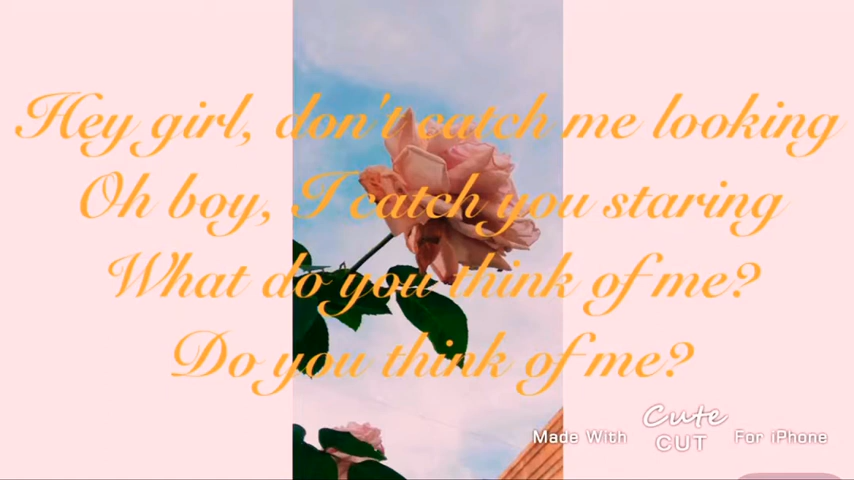 Hey girl, don't catch me looking
Oh boy, I catch you staring
What do you think of me?
Do you think of me?
Made With Cute CUT For iPhone